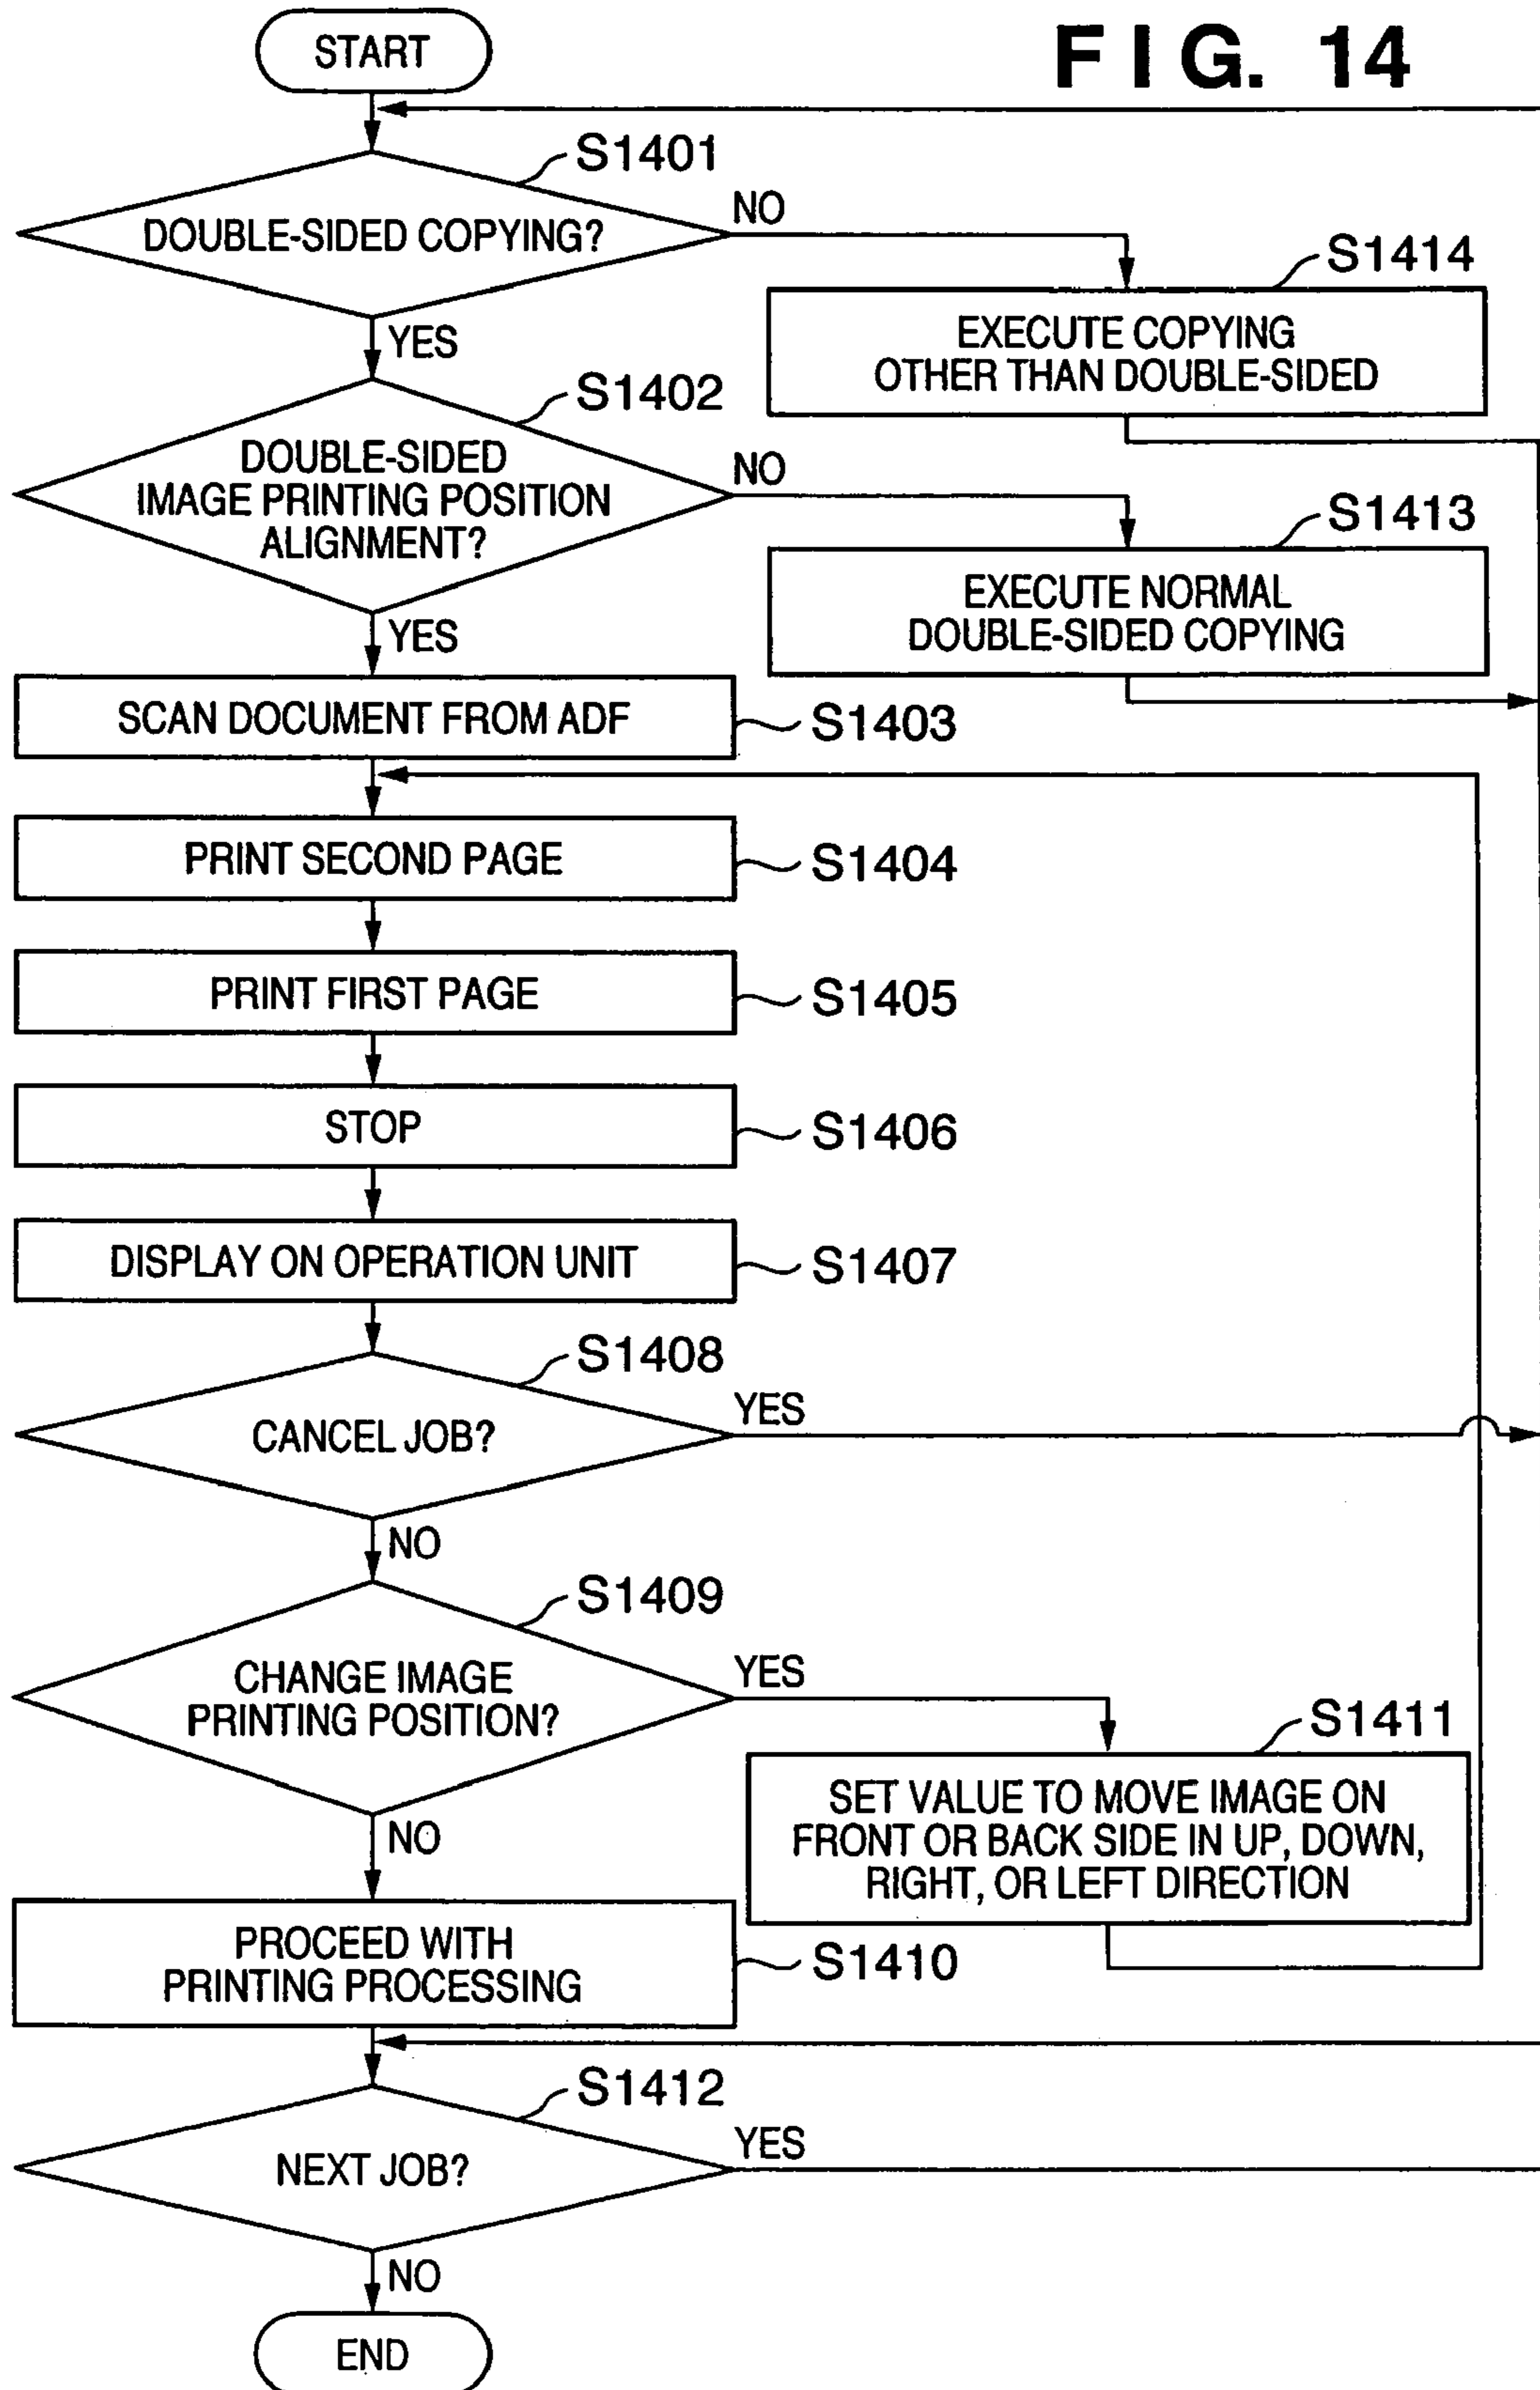 FIG. 14
START
S1401
DOUBLE-SIDED COPYING?
NO
YES
S1414
EXECUTE COPYING
OTHER THAN DOUBLE-SIDED
S1402
DOUBLE-SIDED
IMAGE PRINTING POSITION
ALIGNMENT?
NO
YES
S1413
EXECUTE NORMAL
DOUBLE-SIDED COPYING
SCAN DOCUMENT FROM ADF
S1403
PRINT SECOND PAGE
S1404
PRINT FIRST PAGE
S1405
STOP
S1406
DISPLAY ON OPERATION UNIT
S1407
S1408
CANCEL JOB?
YES
NO
S1409
CHANGE IMAGE
PRINTING POSITION?
YES
NO
S1411
SET VALUE TO MOVE IMAGE ON
FRONT OR BACK SIDE IN UP, DOWN,
RIGHT, OR LEFT DIRECTION
PROCEED WITH
PRINTING PROCESSING
S1410
S1412
NEXT JOB?
YES
NO
END